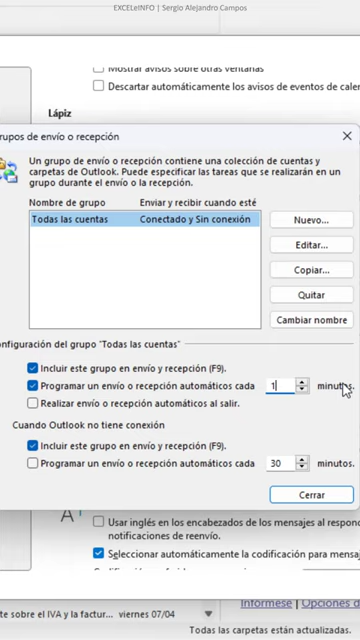 EXCELeINFO | Sergio Alejandro Campos
Mostrar avisos sobre otras ventanas
Descartar automáticamente los avisos de eventos de caler
Lápiz
rupos de envío o recepción
Un grupo de envío o recepción contiene una colección de cuentas y
carpetas de Outlook. Puede especificar las tareas que se realizarán en un
grupo durante el envío o la recepción.
Nombre de grupo Enviar y recibir cuando esté
Todas las cuentas Conectado y Sin conexión
Nuevo...
Editar...
Copiar...
Quitar
Cambiar nombre
onfiguración del grupo "Todas las cuentas"
Incluir este grupo en envío y recepción (F9).
Programar un envío o recepción automáticos cada 1 minutos.
Realizar envío o recepción automáticos al salir.
Cuando Outlook no tiene conexión
Incluir este grupo en envío y recepción (F9).
Programar un envío o recepción automáticos cada 30 minutos.
Cerrar
A
Usar inglés en los encabezados de los mensajes al respon
notificaciones de reenvío.
Seleccionar automáticamente la codificación para mensaj
te sobre el IVA y la factur... viernes 07/04
Infórmese | Opciones d
Todas las carpetas están actualizadas.